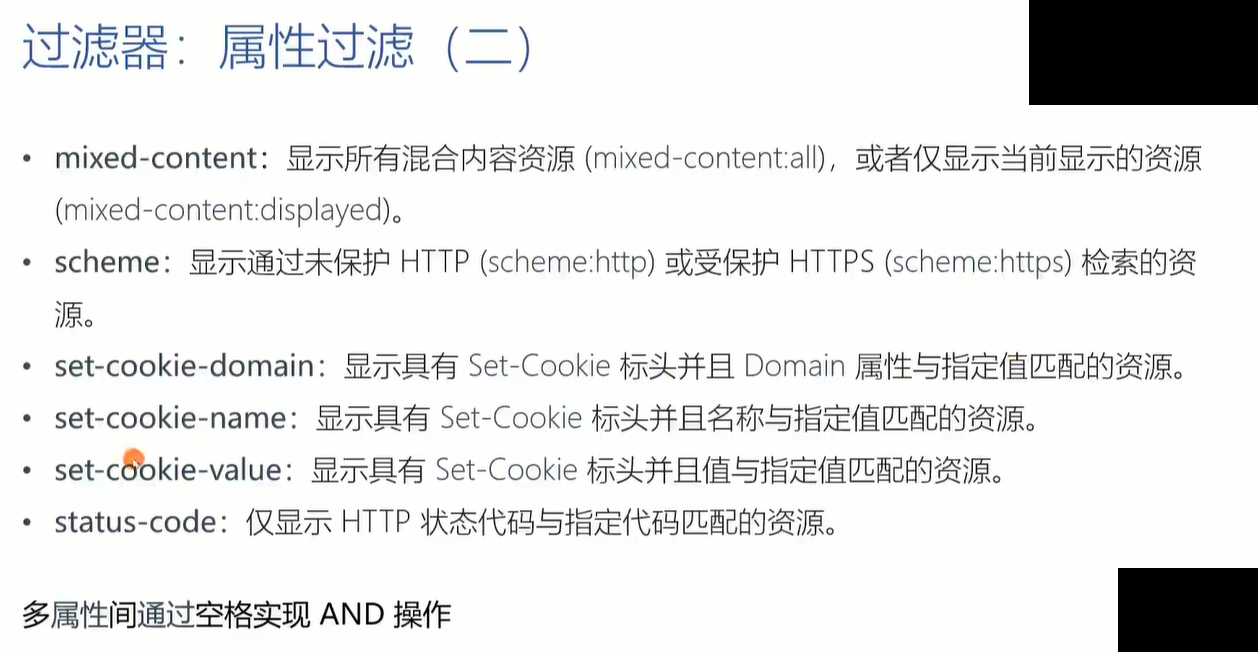 过滤器：属性过滤（二）
• mixed-content：显示所有混合内容资源 (mixed-content:all)，或者仅显示当前显示的资源
(mixed-content:displayed)。
• scheme：显示通过未保护 HTTP (scheme:http) 或受保护 HTTPS (scheme:https) 检索的资
源。
• set-cookie-domain：显示具有 Set-Cookie 标头并且 Domain 属性与指定值匹配的资源。
• set-cookie-name：显示具有 Set-Cookie 标头并且名称与指定值匹配的资源。
• set-cookie-value：显示具有 Set-Cookie 标头并且值与指定值匹配的资源。
• status-code：仅显示 HTTP 状态代码与指定代码匹配的资源。
多属性间通过空格实现 AND 操作